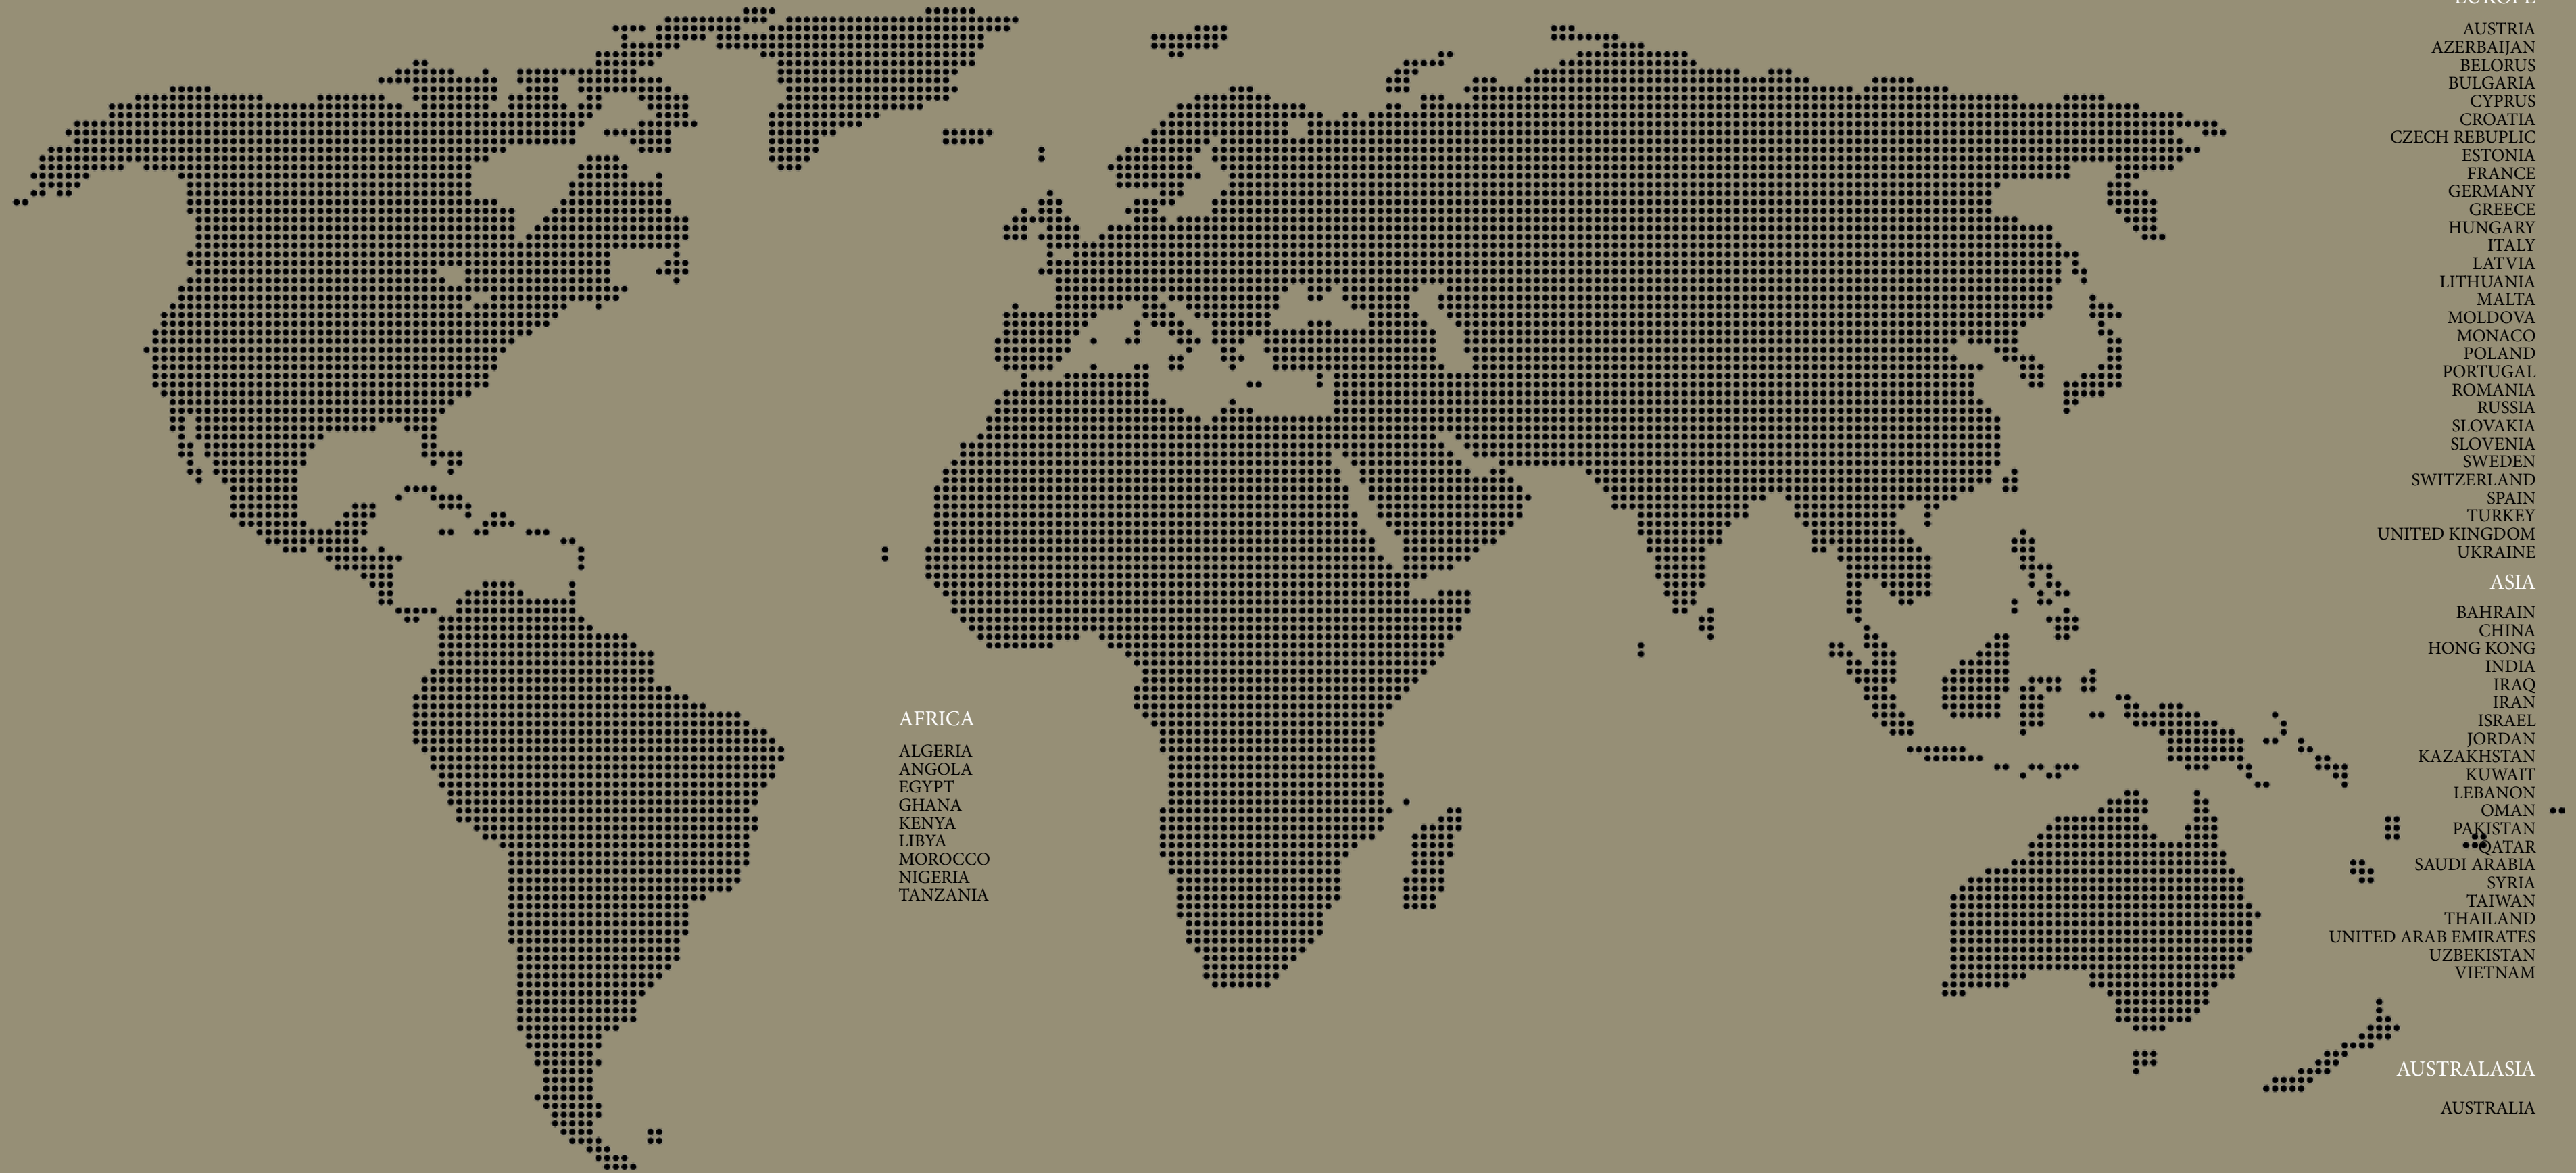 EUROPE
AUSTRIA
AZERBAIJAN
BELORUS
BULGARIA
CYPRUS
CROATIA
CZECH REBUPLIC
ESTONIA
FRANCE
GERMANY
GREECE
HUNGARY
ITALY
LATVIA
LITHUANIA
MALTA
MOLDOVA
MONACO
POLAND
PORTUGAL
ROMANIA
RUSSIA
SLOVAKIA
SLOVENIA
SWEDEN
SWITZERLAND
SPAIN
TURKEY
UNITED KINGDOM
UKRAINE
ASIA
BAHRAIN
CHINA
HONG KONG
INDIA
IRAQ
IRAN
ISRAEL
JORDAN
KAZAKHSTAN
KUWAIT
LEBANON
OMAN
PAKISTAN
QATAR
SAUDI ARABIA
SYRIA
TAIWAN
THAILAND
UNITED ARAB EMIRATES
UZBEKISTAN
VIETNAM
AUSTRALASIA
AUSTRALIA
AFRICA
ALGERIA
ANGOLA
EGYPT
GHANA
KENYA
LIBYA
MOROCCO
NIGERIA
TANZANIA